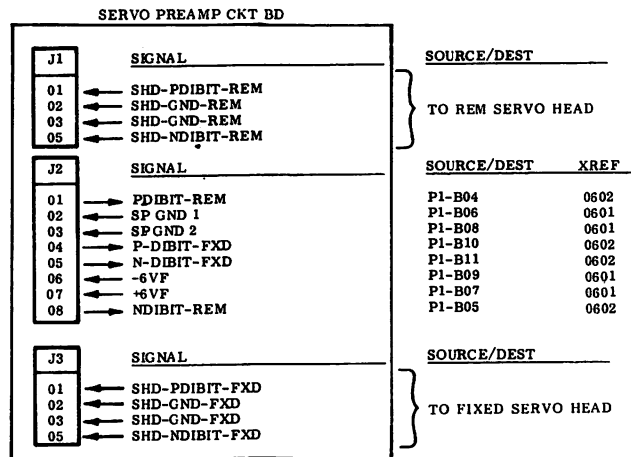 SERVO PREAMP CKT BD
J1 SIGNAL SOURCE/DEST
01 SHD-PDIBIT-REM
02 SHD-GND-REM
03 SHD-GND-REM
05 SHD-NDIBIT-REM
TO REM SERVO HEAD
J2 SIGNAL SOURCE/DEST XREF
01 PDIBIT-REM P1-B04 0602
02 SP GND 1 P1-B06 0601
03 SPGND 2 P1-B08 0601
04 P-DIBIT-FXD P1-B10 0602
05 N-DIBIT-FXD P1-B11 0602
06 -6VF P1-B09 0601
07 +6VF P1-B07 0601
08 NDIBIT-REM P1-B05 0602
J3 SIGNAL SOURCE/DEST
01 SHD-PDIBIT-FXD
02 SHD-GND-FXD
03 SHD-GND-FXD
05 SHD-NDIBIT-FXD
TO FIXED SERVO HEAD